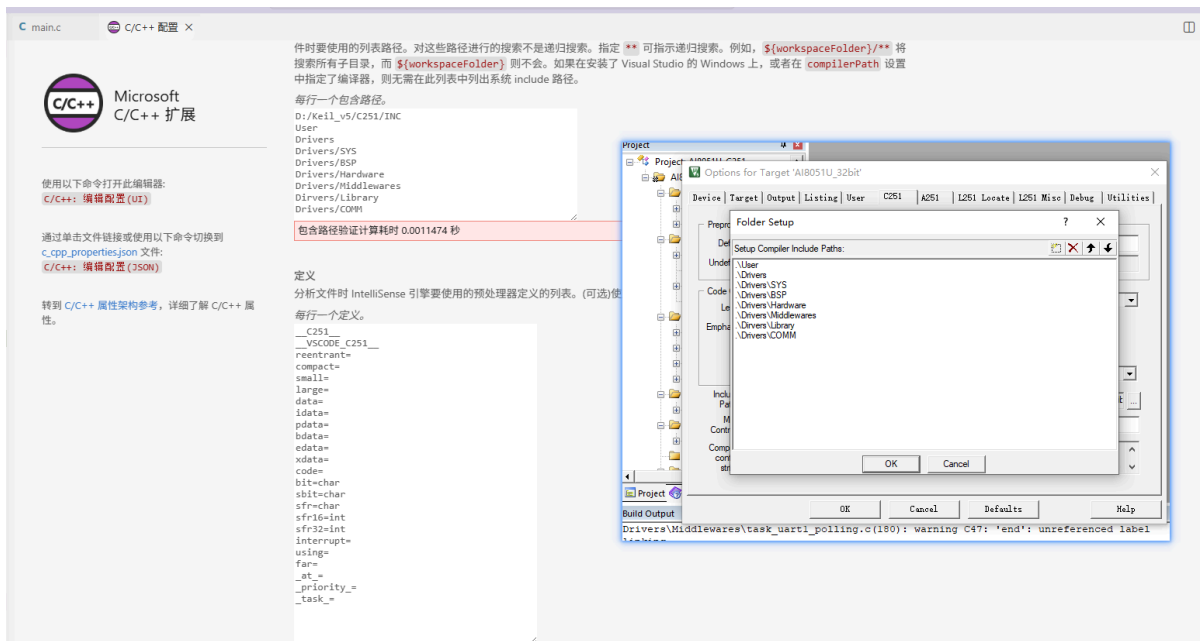 main.c
C/C++ 配置
件时要使用的列表路径。对这些路径进行的搜索不是递归搜索。指定 ** 可指示递归搜索。例如，${workspaceFolder}/** 将
搜索所有子目录，而 ${workspaceFolder} 则不会。如果在安装了 Visual Studio 的 Windows 上，或者在 compilerPath 设置
中指定了编译器，则无需在此列表中列出系统 include 路径。
C/C++
Microsoft
C/C++ 扩展
使用以下命令打开此编辑器:
C/C++: 编辑配置(UI)
通过单击文件链接或使用以下命令切换到
c_cpp_properties.json 文件:
C/C++: 编辑配置(JSON)
转到 C/C++ 属性架构参考，详细了解 C/C++ 属
性。
每行一个包含路径。
D:/Keil_v5/C251/INC
User
Drivers
Drivers/SYS
Drivers/BSP
Drivers/Hardware
Drivers/Middlewares
Dirvers/Library
Drivers/COMM
包含路径验证计算耗时 0.0011474 秒
定义
分析文件时 IntelliSense 引擎要使用的预处理器定义的列表。(可选)使
每行一个定义。
__C251__
__VSCODE_C251__
reentrant=
compact=
small=
large=
data=
idata=
pdata=
bdata=
edata=
xdata=
code=
bit=char
sbit=char
sfr=char
sfr16=int
sfr32=int
interrupt=
using=
far=
_at_=
_priority_=
_task_=
Project
Options for Target 'AI8051U_32bit'
Device
Target
Output
Listing
User
C251
A251
L251 Locate
L251 Misc
Debug
Utilities
Folder Setup
Setup Compiler Include Paths:
.\User
.\Drivers
.\Drivers\SYS
.\Drivers\BSP
.\Drivers\Hardware
.\Drivers\Middlewares
.\Drivers\Library
.\Drivers\COMM
OK
Cancel
Project
OK
Cancel
Defaults
Help
Build Output
Drivers\Middlewares\task_uart1_polling.c(180): warning C47: 'end': unreferenced label